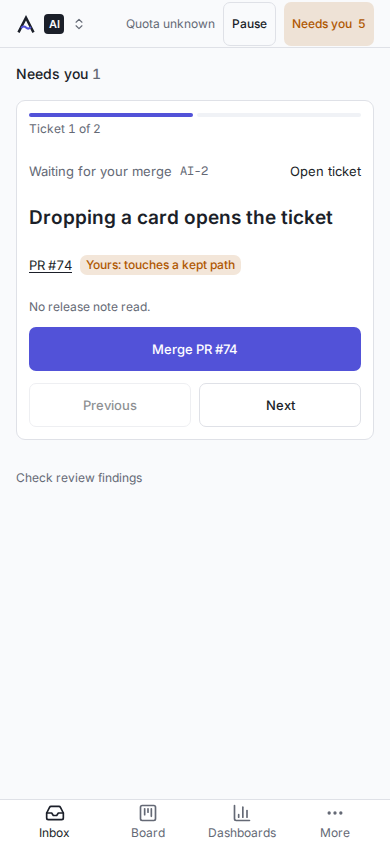 AI Quota unknown Pause Needs you 5
Needs you 1
Ticket 1 of 2
Waiting for your merge AI-2 Open ticket
Dropping a card opens the ticket
PR #74 Yours: touches a kept path
No release note read.
Merge PR #74
Previous Next
Check review findings
Inbox Board Dashboards More